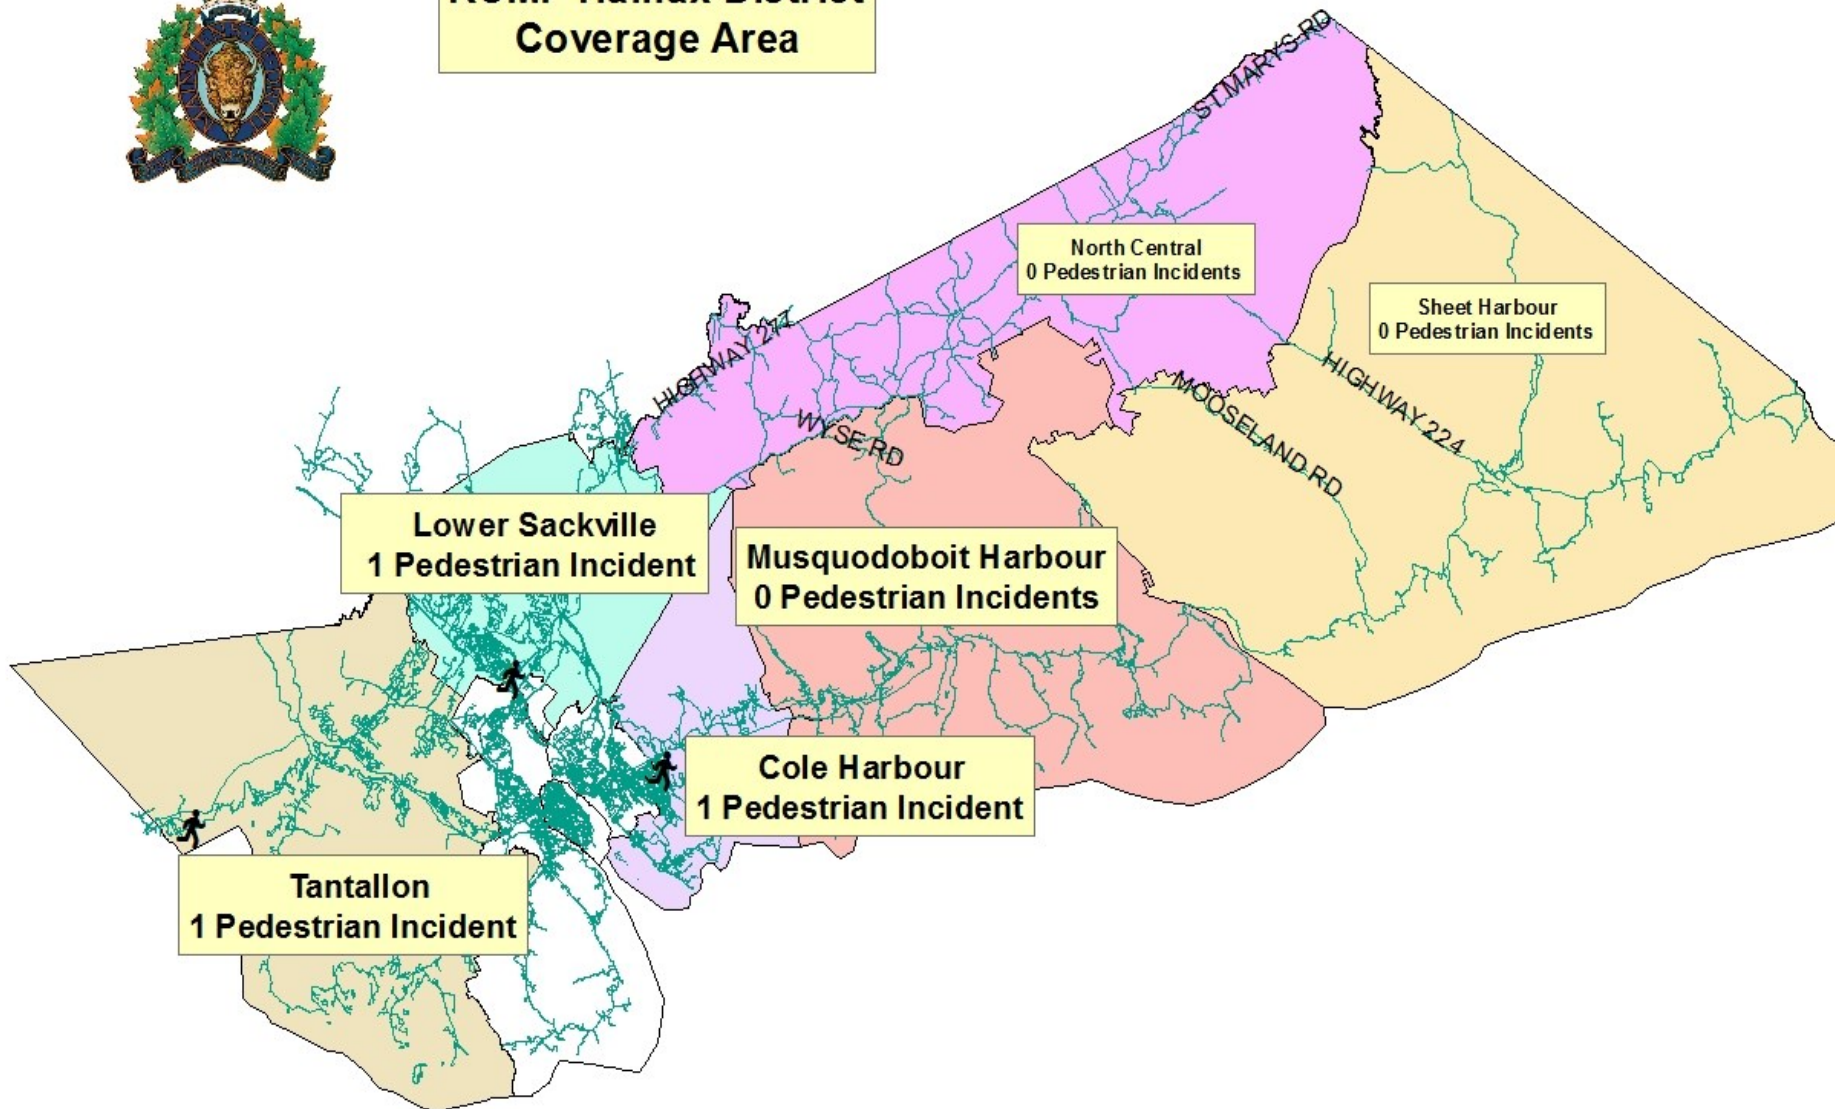 Coverage Area
ST.MARYS RD
North Central
0 Pedestrian Incidents
Sheet Harbour
0 Pedestrian Incidents
HIGHWAY 277
WYSE RD
MOOSELAND RD
HIGHWAY 224
Lower Sackville
1 Pedestrian Incident
Musquodoboit Harbour
0 Pedestrian Incidents
Cole Harbour
1 Pedestrian Incident
Tantallon
1 Pedestrian Incident